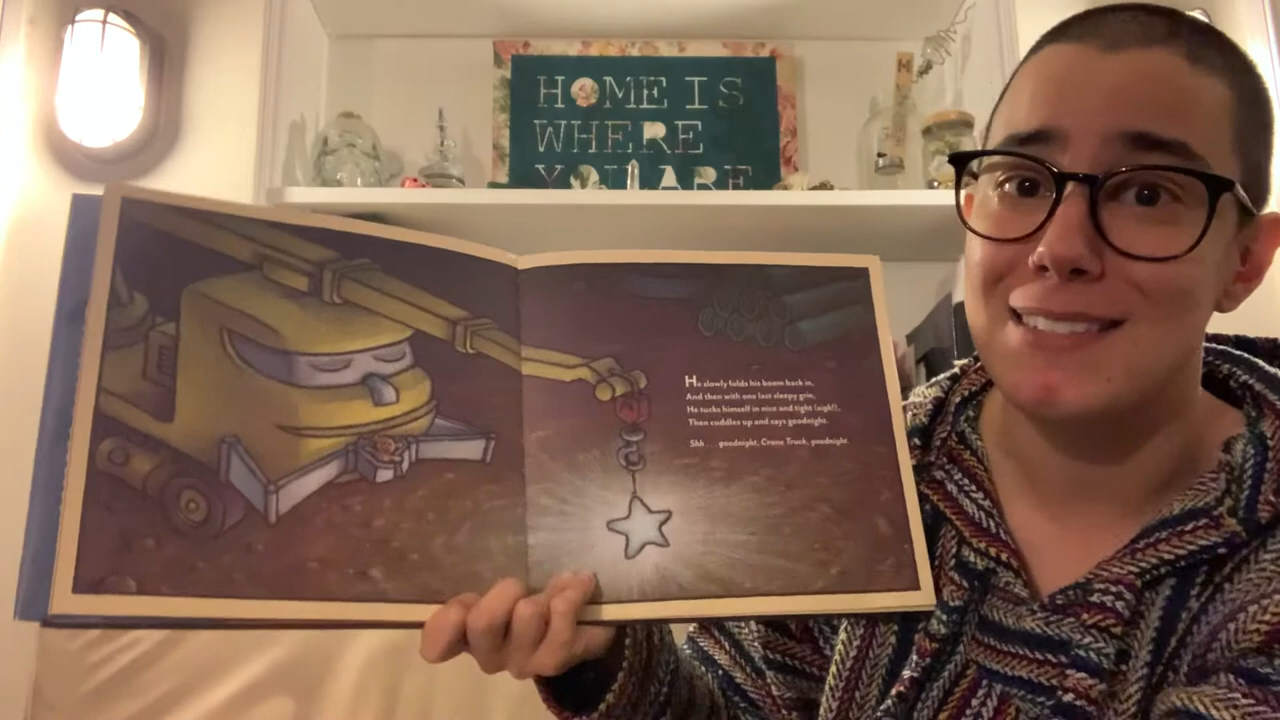 HOME IS
WHERE
YOU ARE
He slowly folds his boom back in,
And then with one last sleepy grin,
He tucks himself in nice and tight (sigh!),
Then cuddles up and says goodnight.
Shh . . . goodnight, Crane Truck, goodnight.